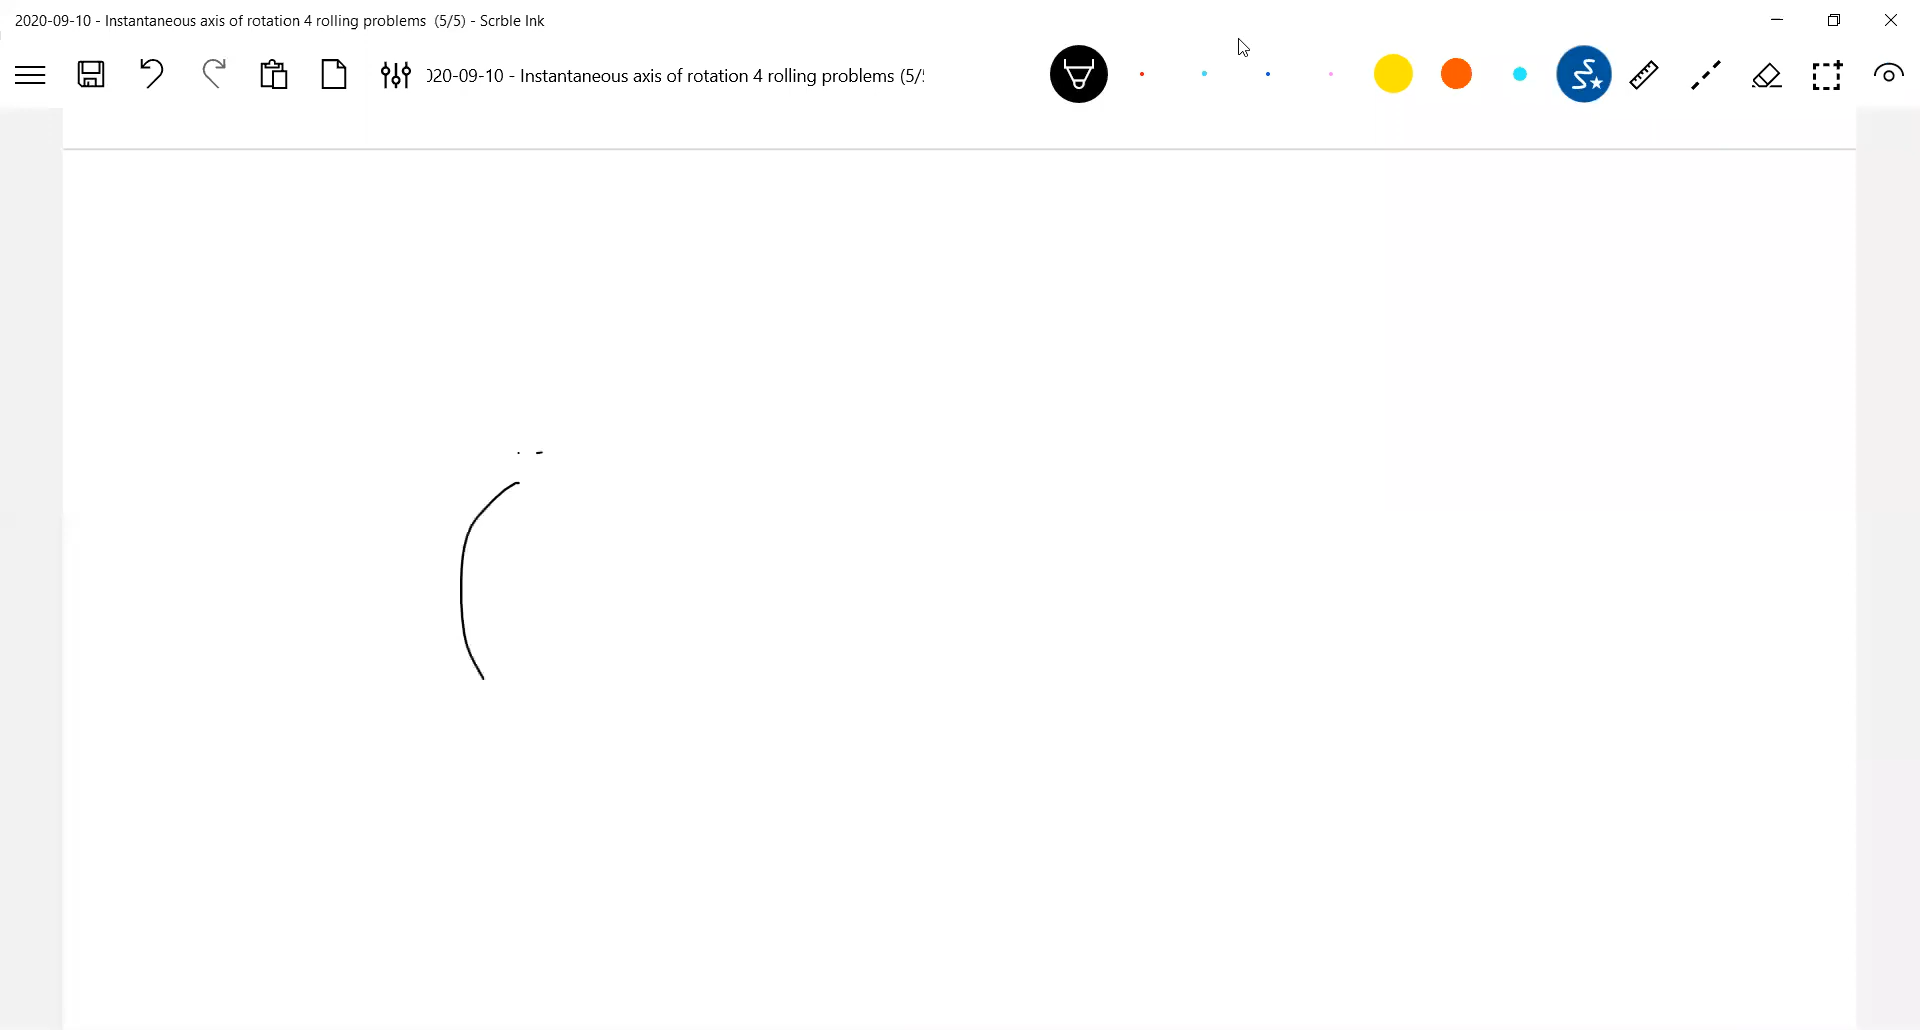 2020-09-10 - Instantaneous axis of rotation 4 rolling problems (5/5) - Scrble Ink
020-09-10 - Instantaneous axis of rotation 4 rolling problems (5/5